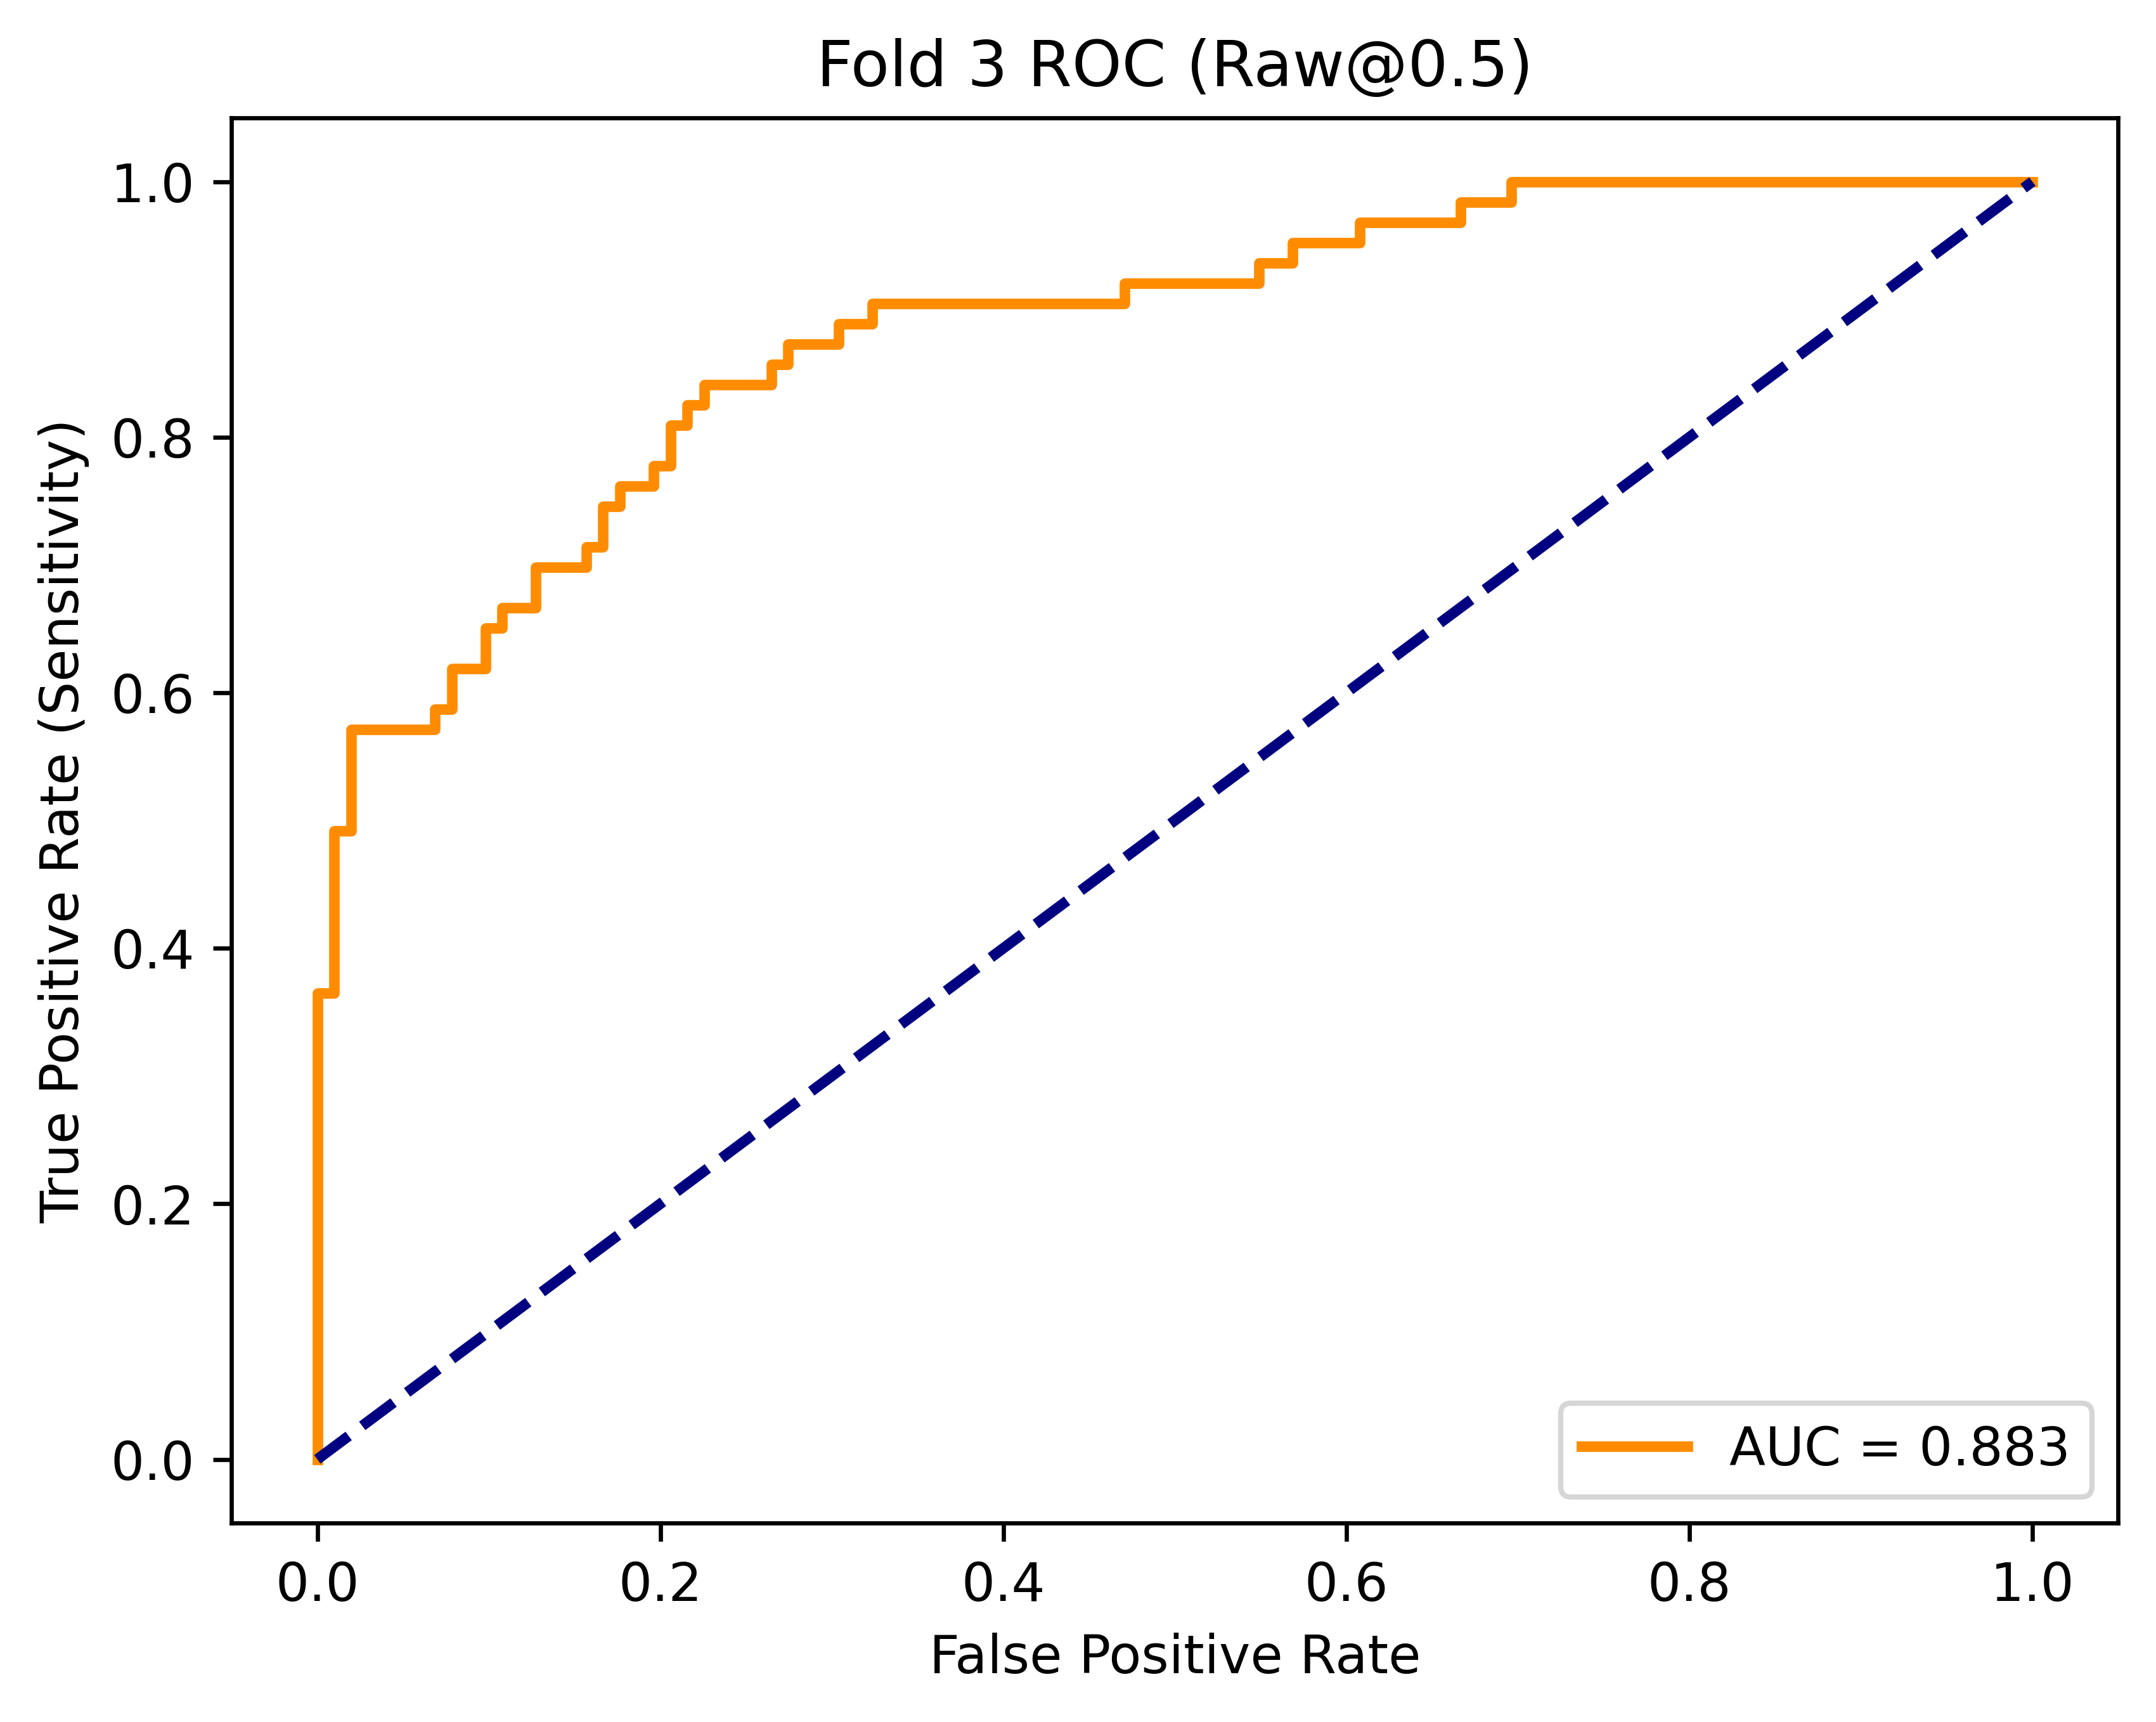 Fold 3 ROC (Raw@0.5)
True Positive Rate (Sensitivity)
1.0
0.8
0.6
0.4
0.2
0.0
AUC = 0.883
0.0 0.2 0.4 0.6 0.8 1.0
False Positive Rate